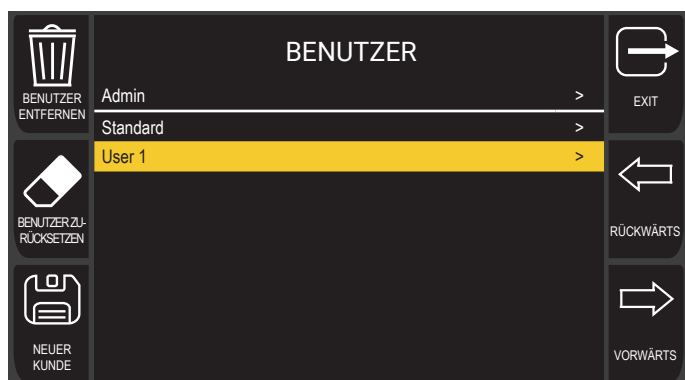 BENUTZER
BENUTZER
ENTFERNEN
Admin >
Standard >
User 1 >
BENUTZER ZU-
RÜCKSETZEN
NEUER
KUNDE
EXIT
RÜCKWÄRTS
VORWÄRTS